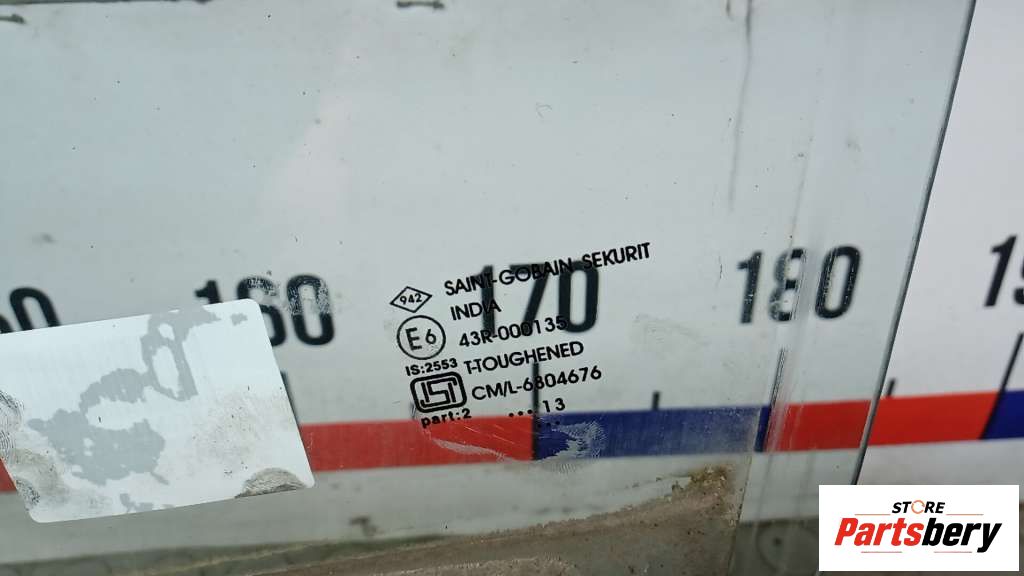 SAINT-GOBAIN SEKURIT
942
INDIA
E6
43R-000135
IS:2553
T-TOUGHENED
CM/L-6804676
part:2
....13
...
160
170
180
STORE
Partsbery